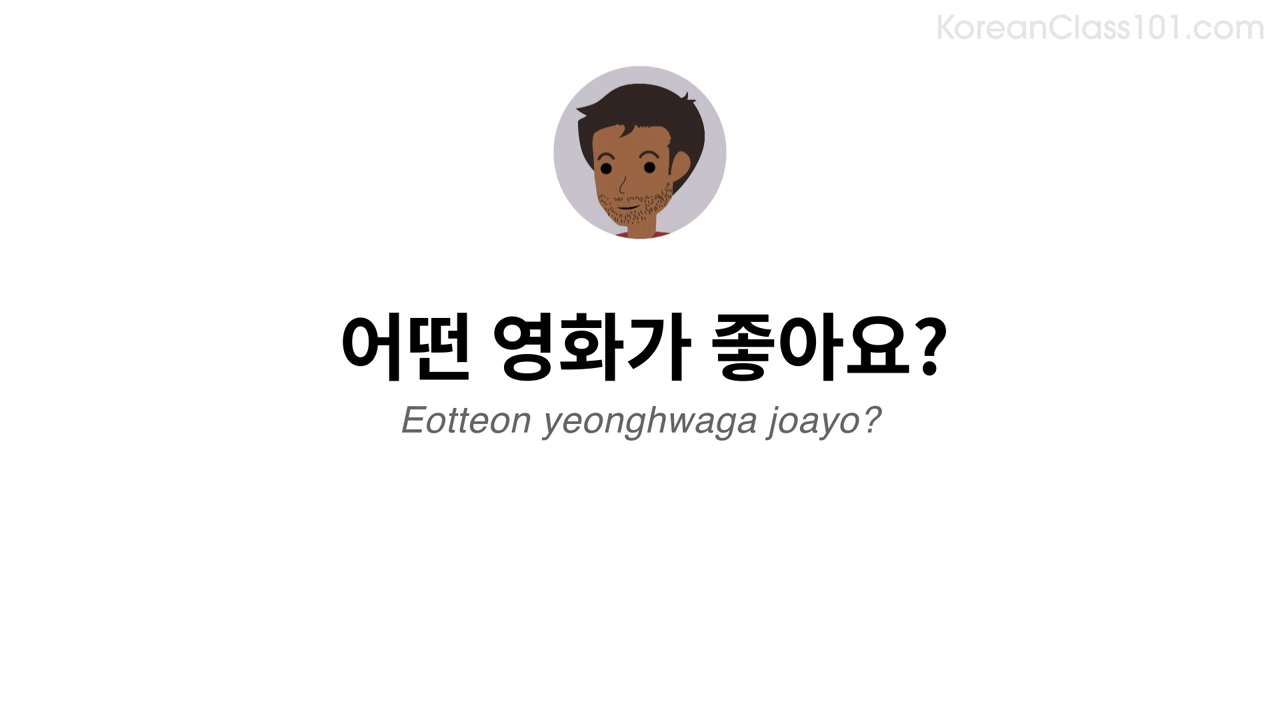 KoreanClass101.com
어떤 영화가 좋아요?
Eotteon yeonghwaga joayo?